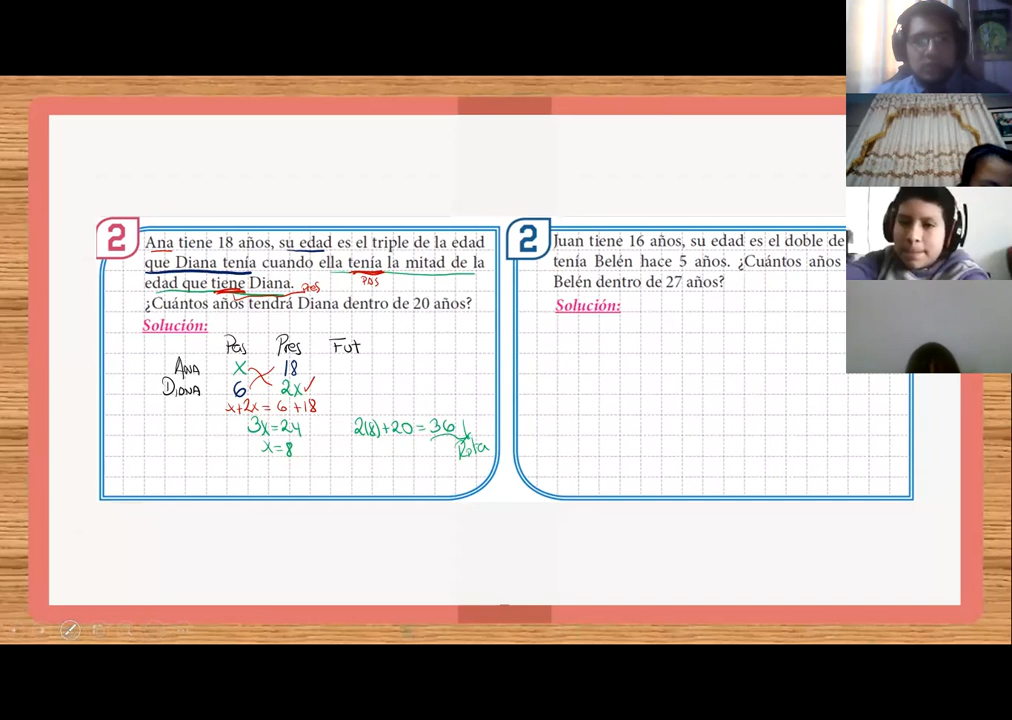 2
Ana tiene 18 años, su edad es el triple de la edad
que Diana tenía cuando ella tenía la mitad de la
edad que tiene Diana.
Pres
PAS
¿Cuántos años tendrá Diana dentro de 20 años?
Solución:
Pas Pres Fut
ANA x 18
DIANA 6 2x ✓
x+2x = 6 +18
3x=24
x=8
2(8)+20=36
Rpta
2
Juan tiene 16 años, su edad es el doble de
tenía Belén hace 5 años. ¿Cuántos años
Belén dentro de 27 años?
Solución: